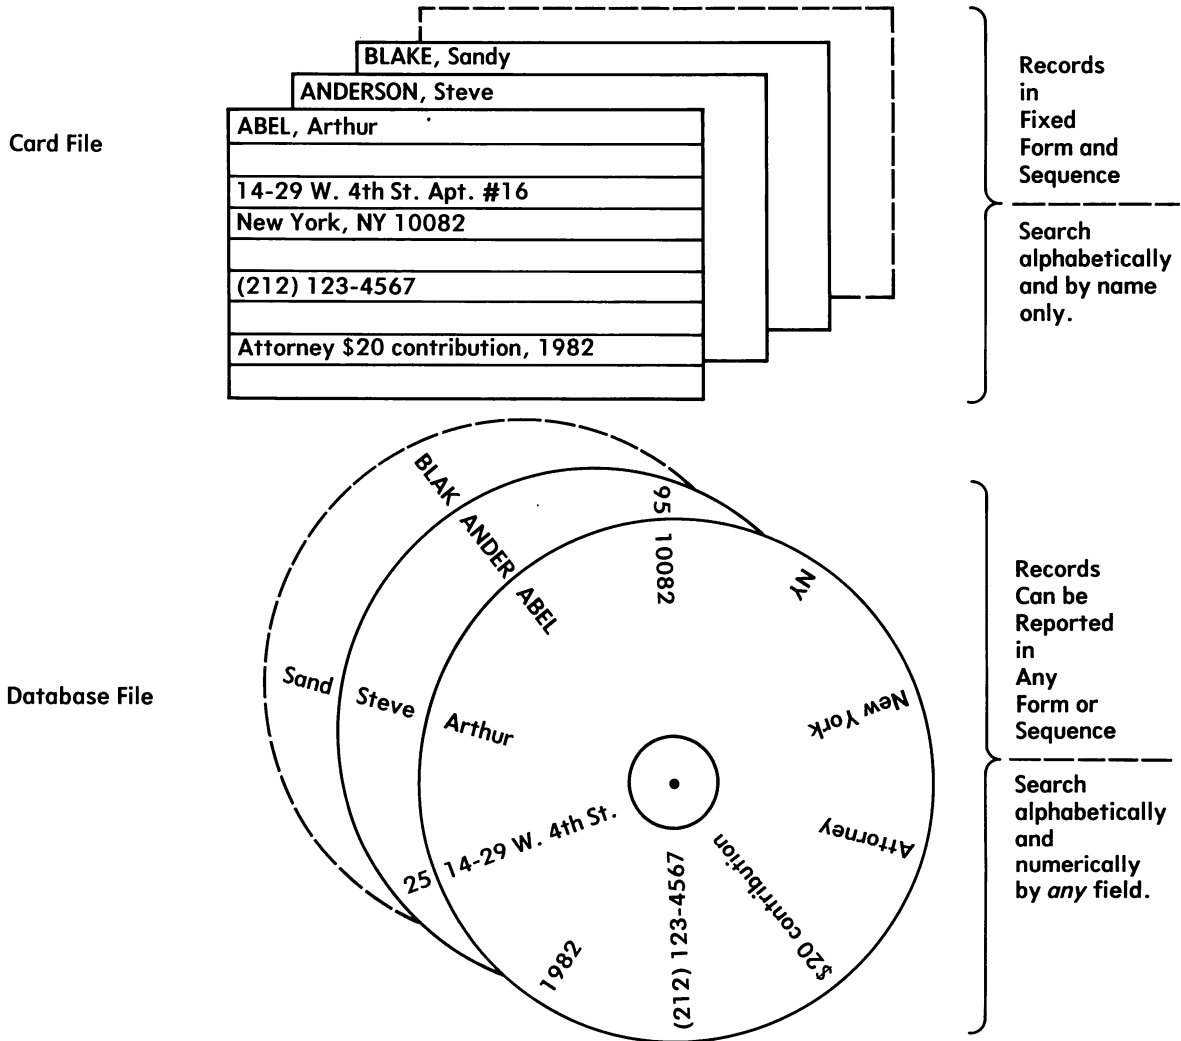 BLAKE, Sandy
ANDERSON, Steve
ABEL, Arthur
Card File
14-29 W. 4th St. Apt. #16
New York, NY 10082
(212) 123-4567
Attorney $20 contribution, 1982
Records
in
Fixed
Form and
Sequence
Search
alphabetically
and by name
only.
Database File
BLAK
ANDER
ABEL
95
10082
NY
Sand
Steve
Arthur
New York
25
14-29 W. 4th St.
Attorney
1982
(212) 123-4567
$20 contribution
Records
Can be
Reported
in
Any
Form or
Sequence
Search
alphabetically
and
numerically
by any field.